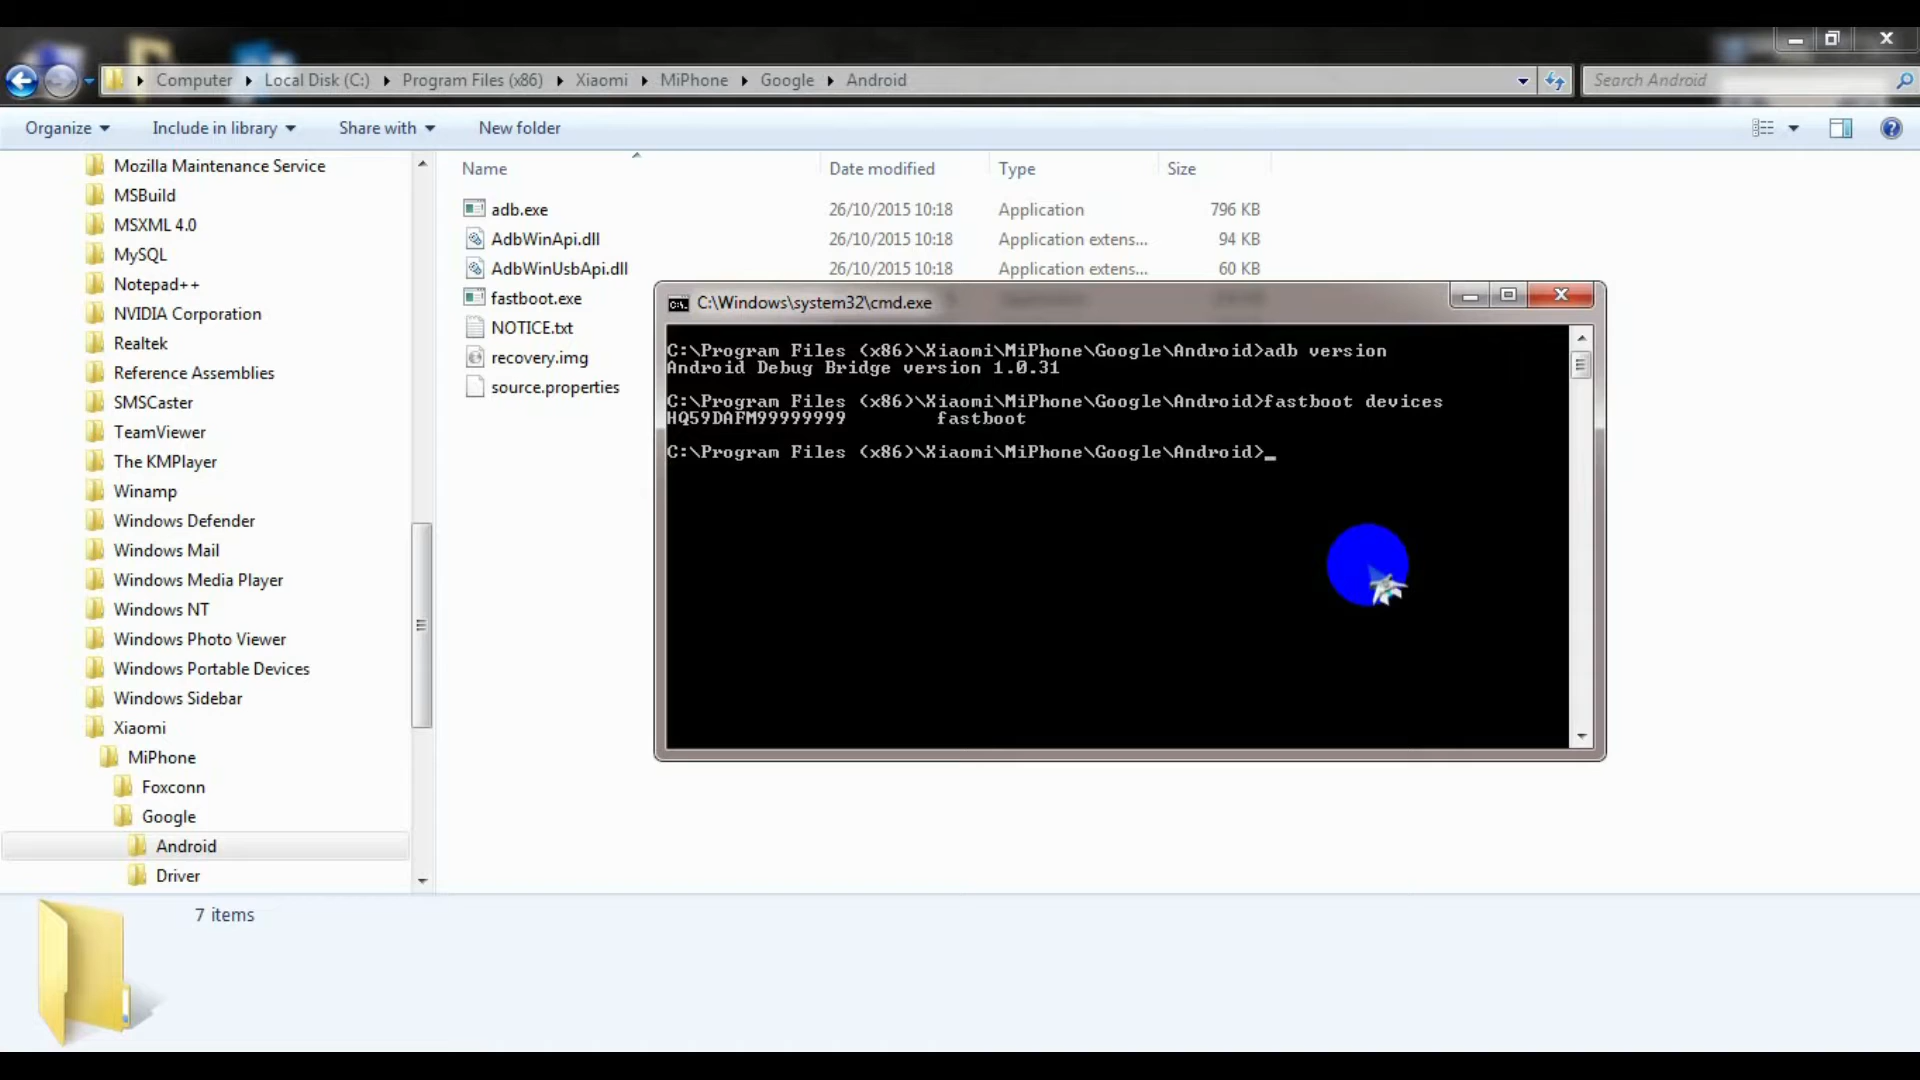 Computer ▸ Local Disk (C:) ▸ Program Files (x86) ▸ Xiaomi ▸ MiPhone ▸ Google ▸ Android
Search Android
Organize
Include in library
Share with
New folder
Mozilla Maintenance Service
MSBuild
MSXML 4.0
MySQL
Notepad++
NVIDIA Corporation
Realtek
Reference Assemblies
SMSCaster
TeamViewer
The KMPlayer
Winamp
Windows Defender
Windows Mail
Windows Media Player
Windows NT
Windows Photo Viewer
Windows Portable Devices
Windows Sidebar
Xiaomi
MiPhone
Foxconn
Google
Android
Driver
Name Date modified Type Size
adb.exe 26/10/2015 10:18 Application 796 KB
AdbWinApi.dll 26/10/2015 10:18 Application extens... 94 KB
AdbWinUsbApi.dll 26/10/2015 10:18 Application extens... 60 KB
fastboot.exe
NOTICE.txt
recovery.img
source.properties
C:\Windows\system32\cmd.exe
C:\Program Files (x86)\Xiaomi\MiPhone\Google\Android>adb version
Android Debug Bridge version 1.0.31
C:\Program Files (x86)\Xiaomi\MiPhone\Google\Android>fastboot devices
HQ59DAFM99999999 fastboot
C:\Program Files (x86)\Xiaomi\MiPhone\Google\Android>_
7 items